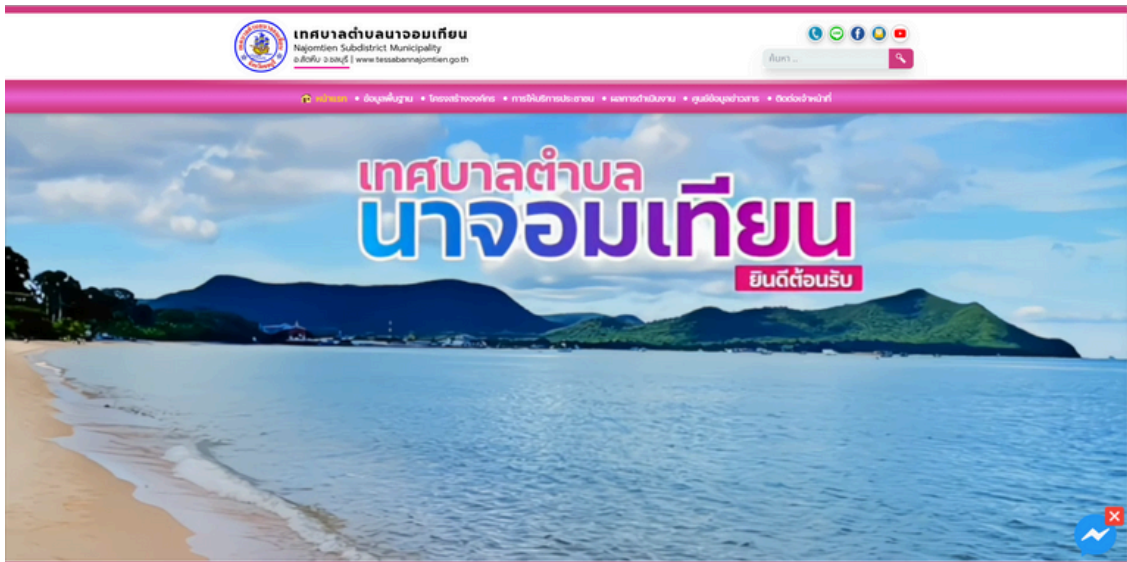 เทศบาลตำบลนาจอมเทียน
Najomtien Subdistrict Municipality
อ.สัตหีบ จ.ชลบุรี | www.tessabannajomtien.go.th
ค้นหา ...
หน้าแรก • ข้อมูลพื้นฐาน • โครงสร้างองค์กร • การให้บริการประชาชน • ผลการดำเนินงาน • ศูนย์ข้อมูลข่าวสาร • ติดต่อเจ้าหน้าที่
เทศบาลตำบล
นาจอมเทียน
ยินดีต้อนรับ